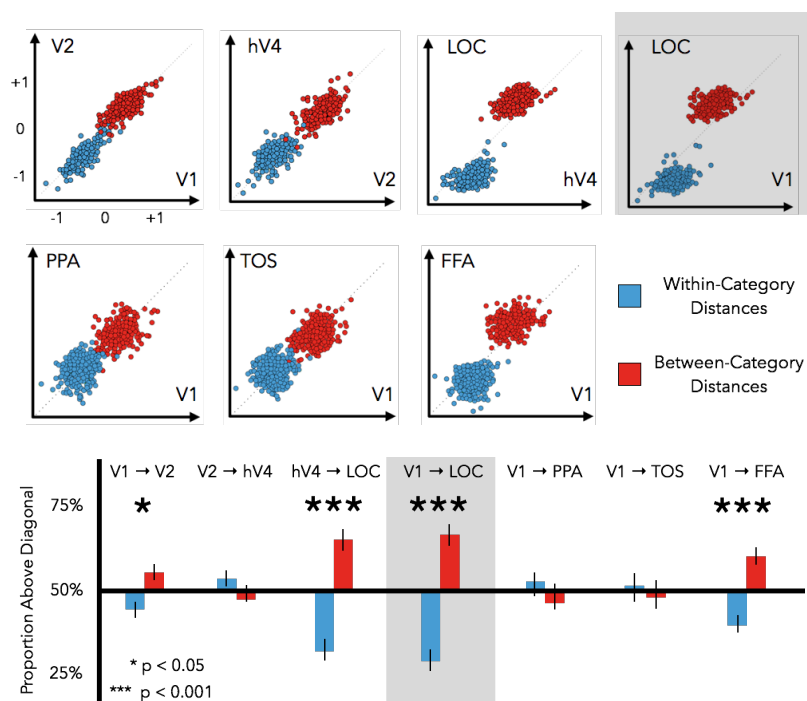 V2
hV4
LOC
LOC
+1
0
-1
V1
V2
hV4
V1
-1
0
+1
PPA
TOS
FFA
V1
V1
V1
Within-Category
Distances
Between-Category
Distances
Proportion Above Diagonal
V1 → V2
V2 → hV4
hV4 → LOC
V1 → LOC
V1 → PPA
V1 → TOS
V1 → FFA
75%
*
***
***
***
50%
25%
* p < 0.05
*** p < 0.001